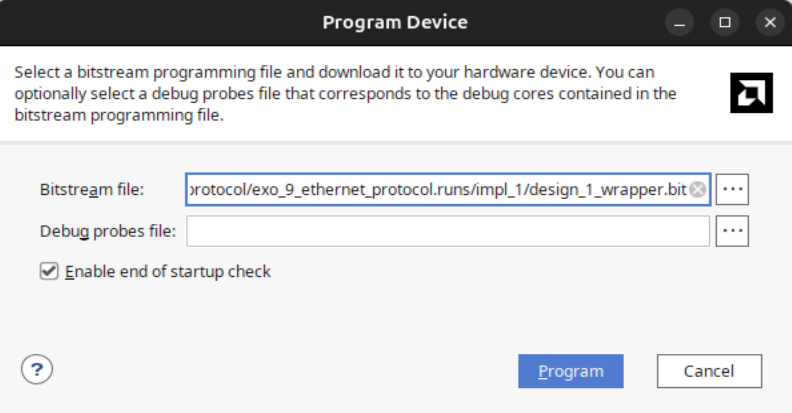 Program Device
Select a bitstream programming file and download it to your hardware device. You can
optionally select a debug probes file that corresponds to the debug cores contained in the
bitstream programming file.
Bitstream file: protocol/exo_9_ethernet_protocol.runs/impl_1/design_1_wrapper.bit ...
Debug probes file: ...
Enable end of startup check
? Program Cancel